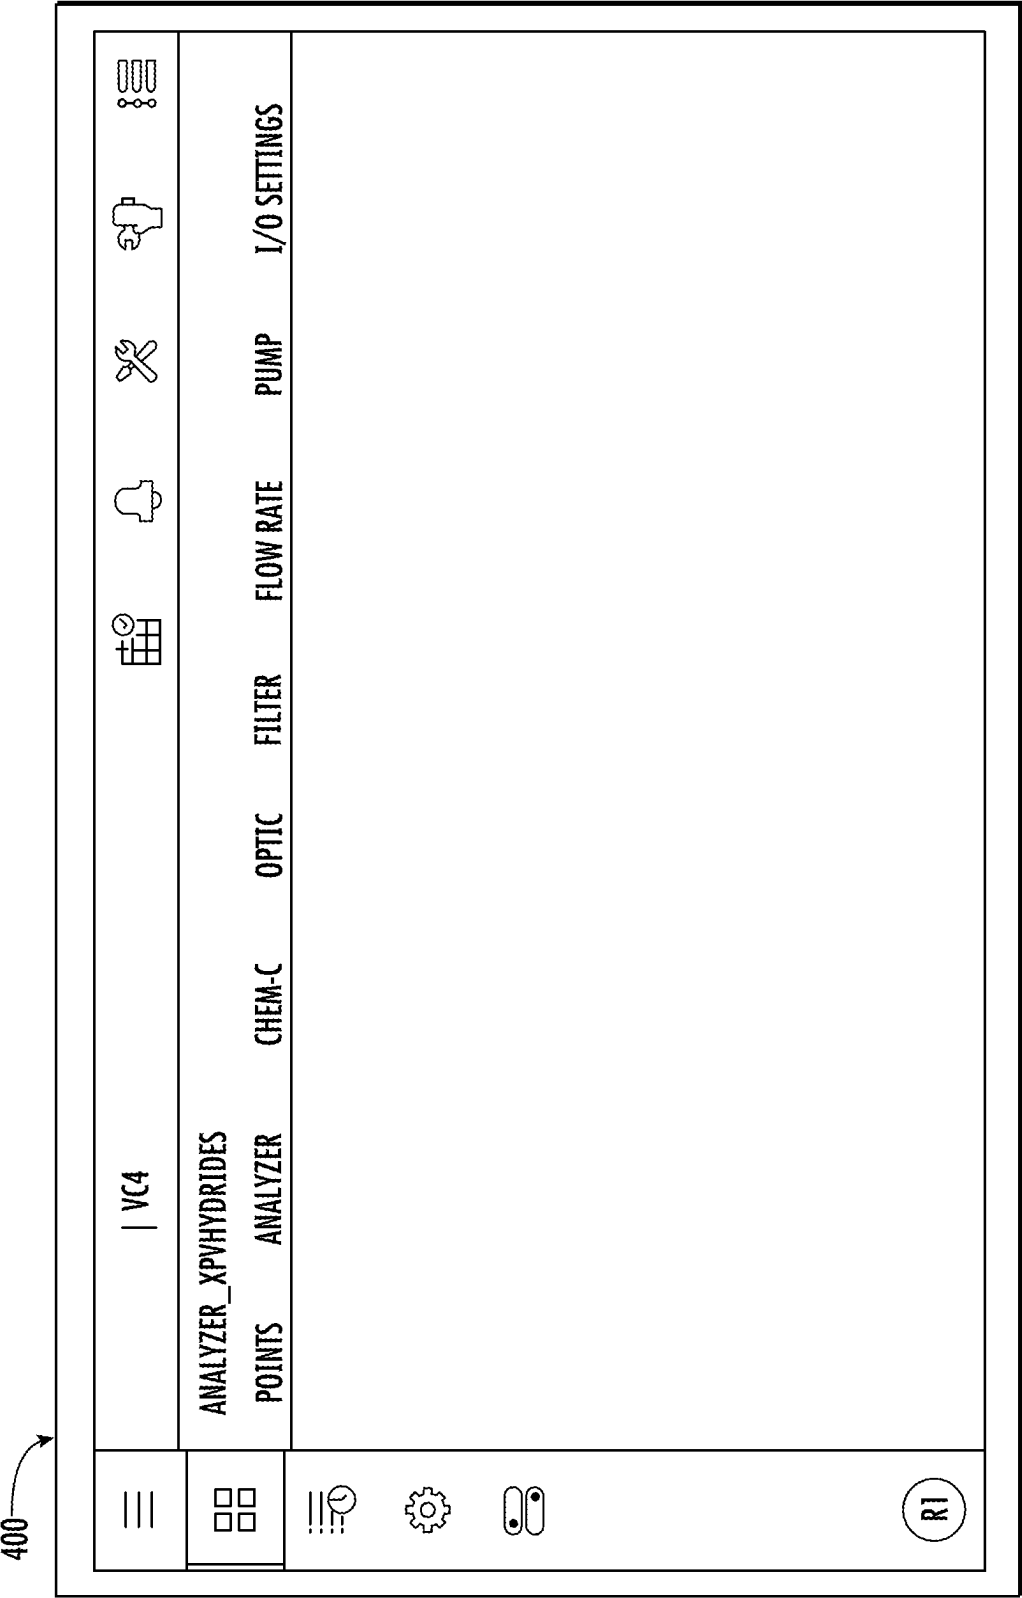 400
| VC4
ANALYZER_XPVHYDRIDES
POINTS ANALYZER CHEM-C OPTIC FILTER FLOW RATE PUMP I/O SETTINGS
R1